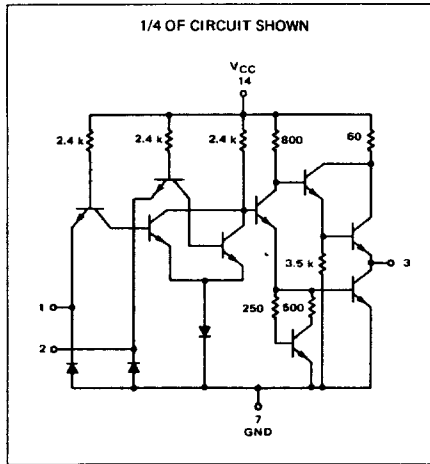 1/4 OF CIRCUIT SHOWN
VCC
14
2.4 k
2.4 k
2.4 k
800
60
3.5 k
3
1
250
500
2
7
GND